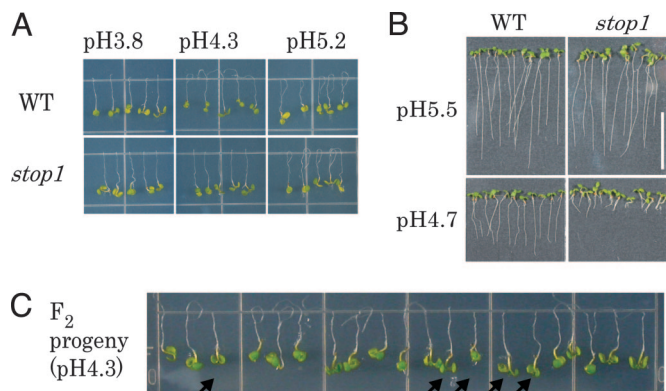 A
pH3.8 pH4.3 pH5.2
WT
stop1
B
WT stop1
pH5.5
pH4.7
C
F2
progeny
(pH4.3)